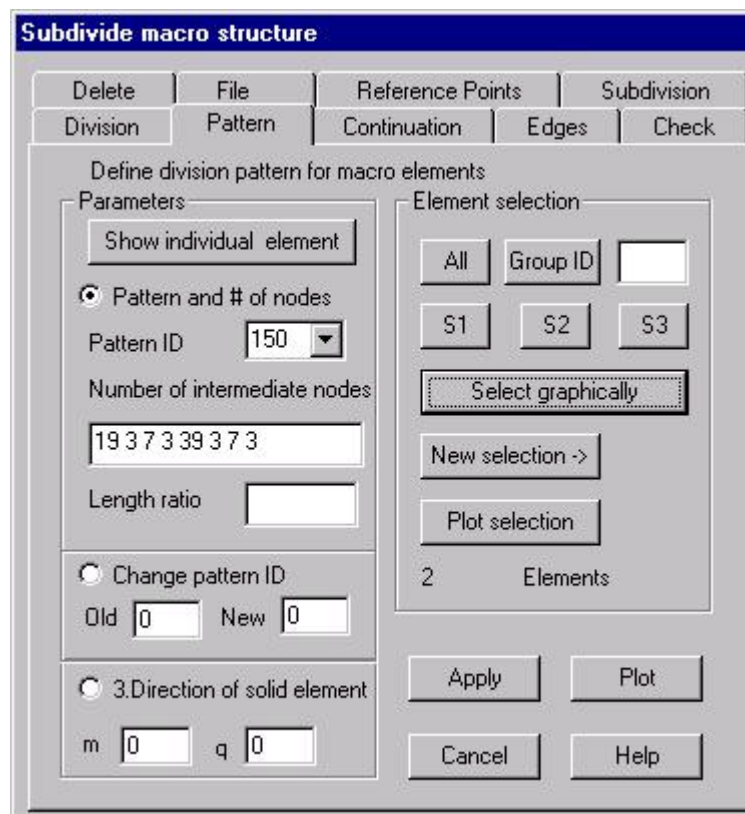 Subdivide macro structure
Delete File Reference Points Subdivision
Division Pattern Continuation Edges Check
Define division pattern for macro elements
Parameters
Show individual element
Pattern and # of nodes
Pattern ID 150
Number of intermediate nodes
19 3 7 3 39 3 7 3
Length ratio
Change pattern ID
Old 0 New 0
3.Direction of solid element
m 0 q 0
Element selection
All Group ID
S1 S2 S3
Select graphically
New selection ->
Plot selection
2 Elements
Apply Plot
Cancel Help